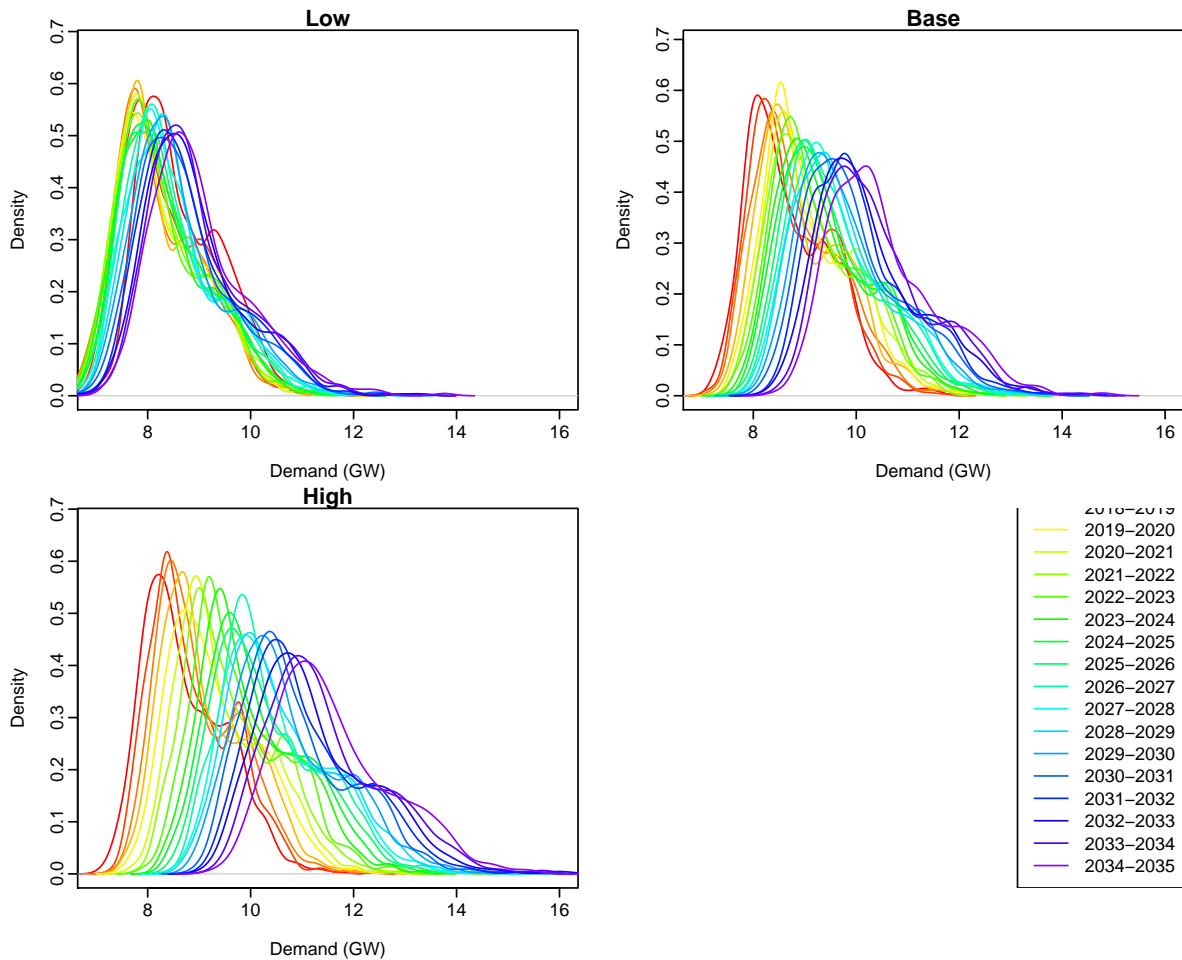 Low
0.0 0.1 0.2 0.3 0.4 0.5 0.6 0.7
Density
8 10 12 14 16
Demand (GW)
Base
0.0 0.1 0.2 0.3 0.4 0.5 0.6 0.7
Density
8 10 12 14 16
Demand (GW)
High
0.0 0.1 0.2 0.3 0.4 0.5 0.6 0.7
Density
8 10 12 14 16
Demand (GW)
2018−2019
2019−2020
2020−2021
2021−2022
2022−2023
2023−2024
2024−2025
2025−2026
2026−2027
2027−2028
2028−2029
2029−2030
2030−2031
2031−2032
2032−2033
2033−2034
2034−2035